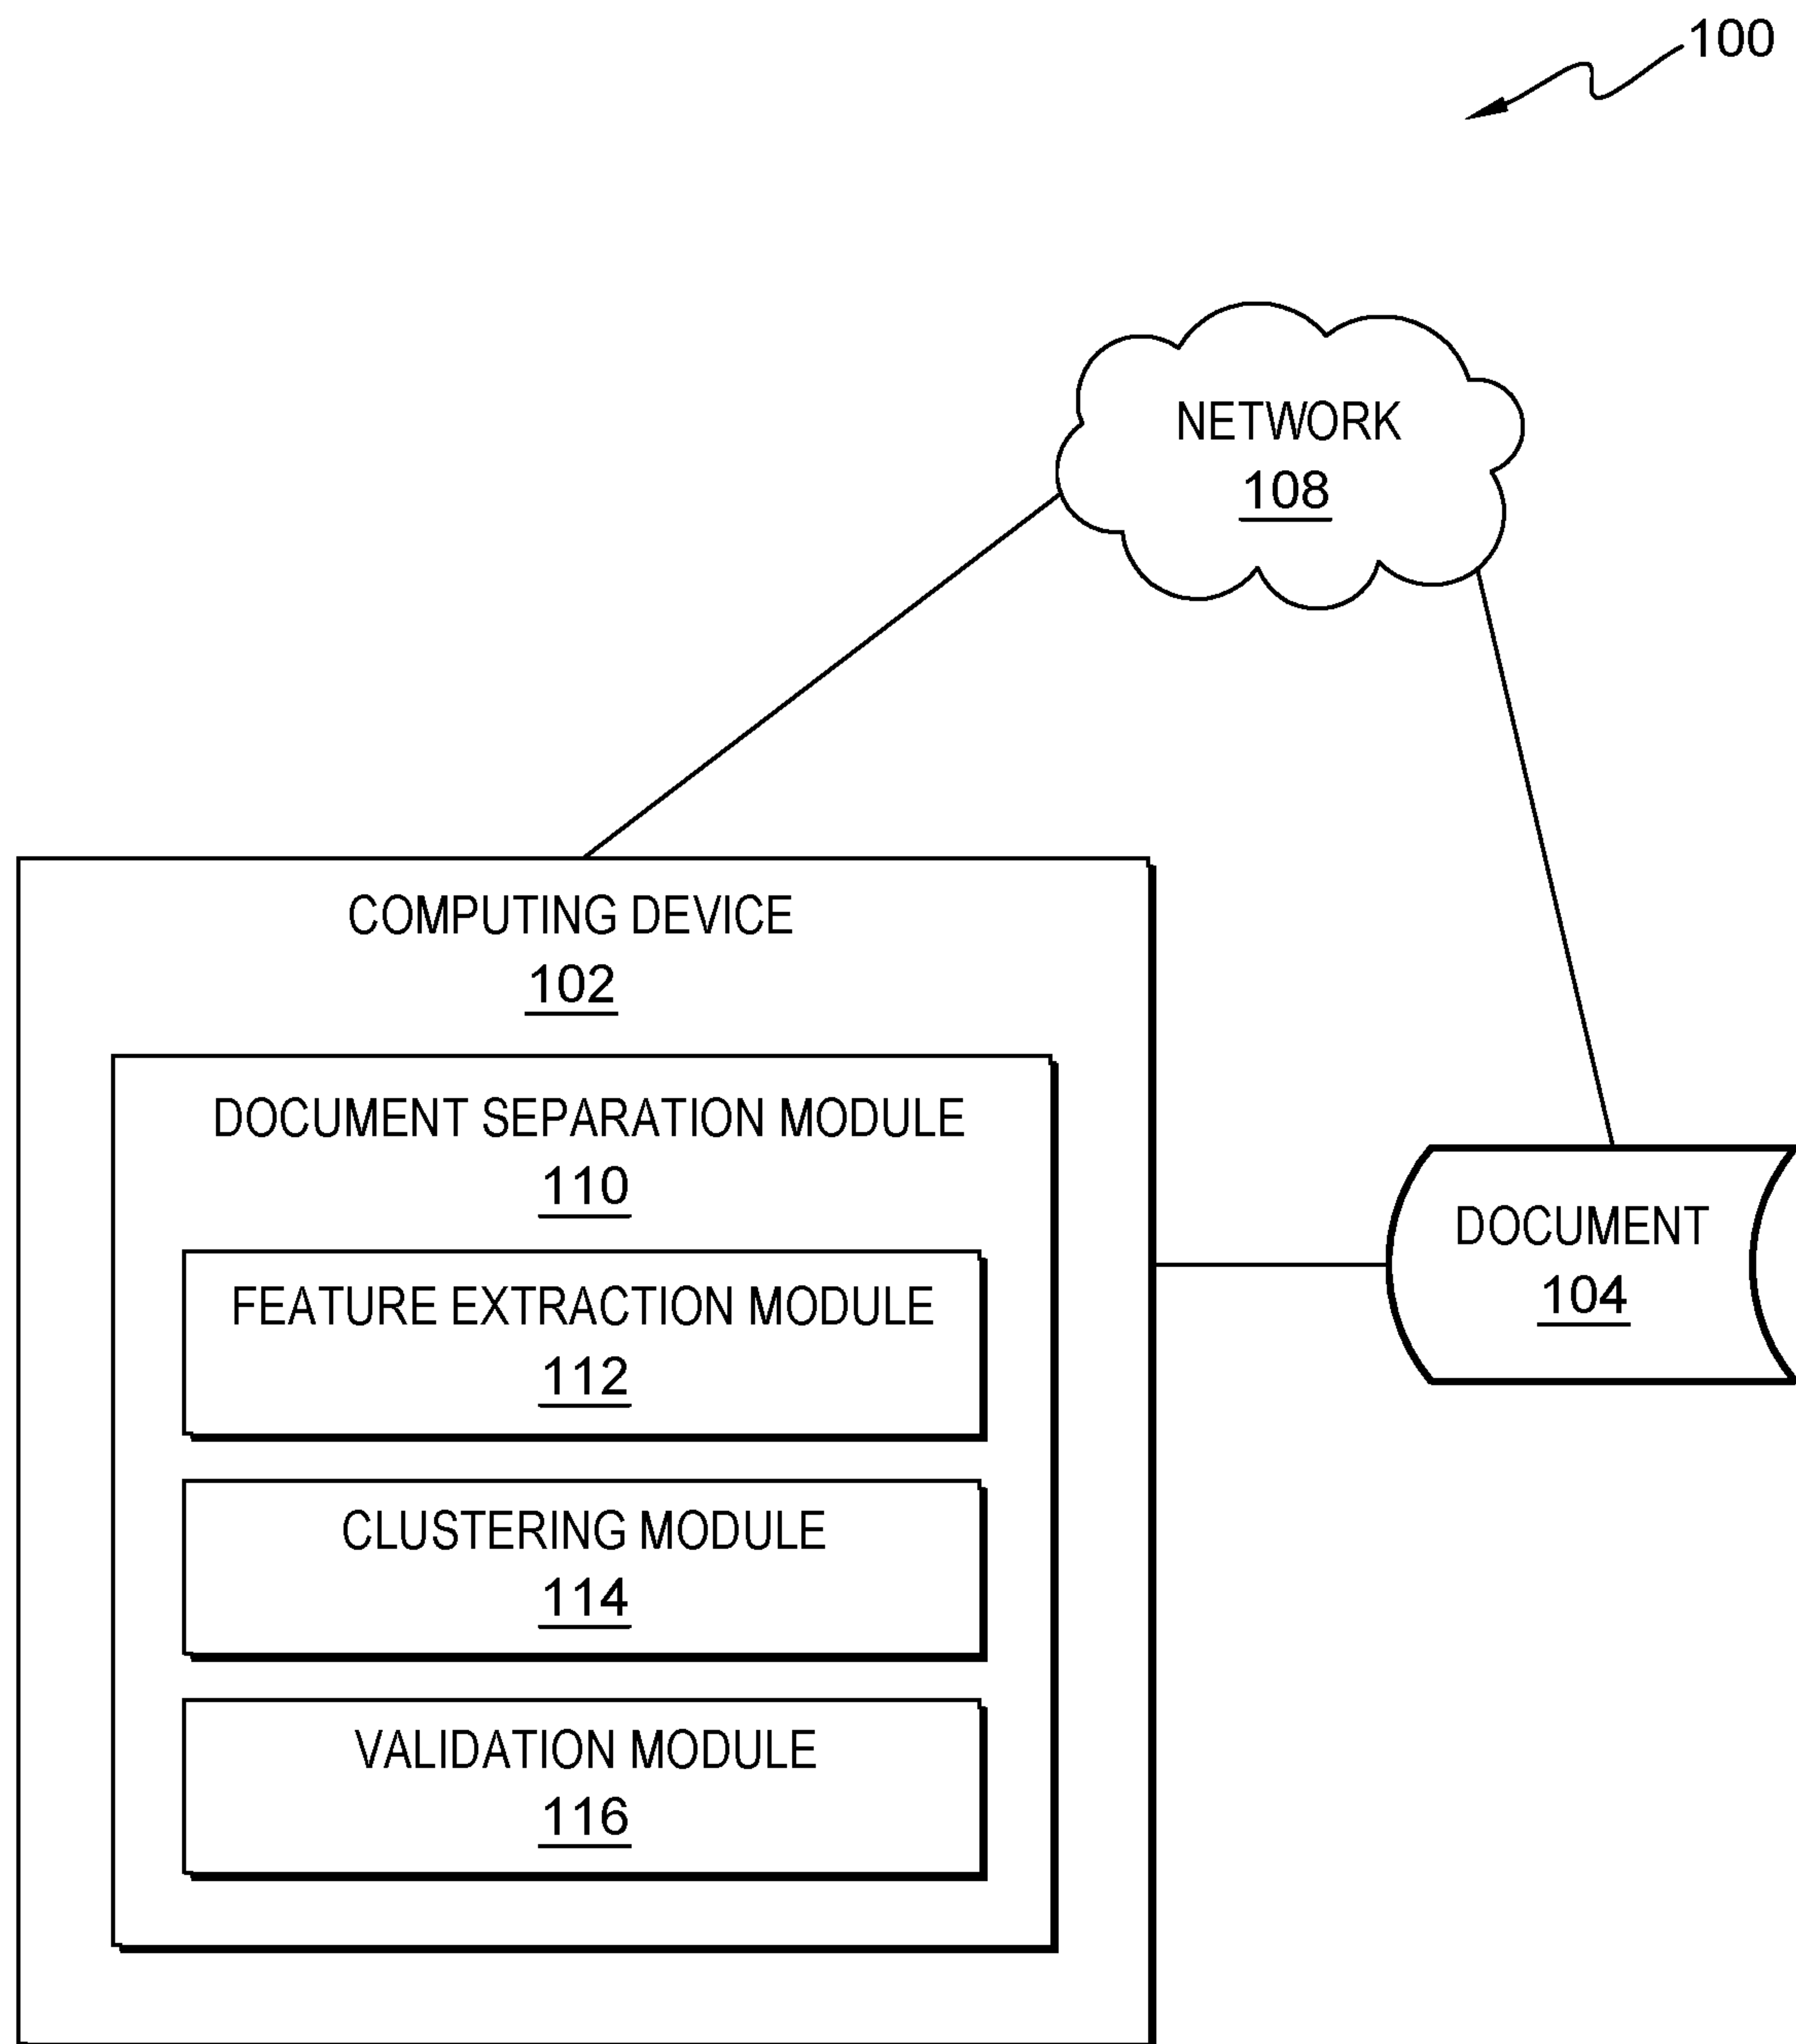 100
NETWORK
108
COMPUTING DEVICE
102
DOCUMENT SEPARATION MODULE
110
FEATURE EXTRACTION MODULE
112
CLUSTERING MODULE
114
VALIDATION MODULE
116
DOCUMENT
104